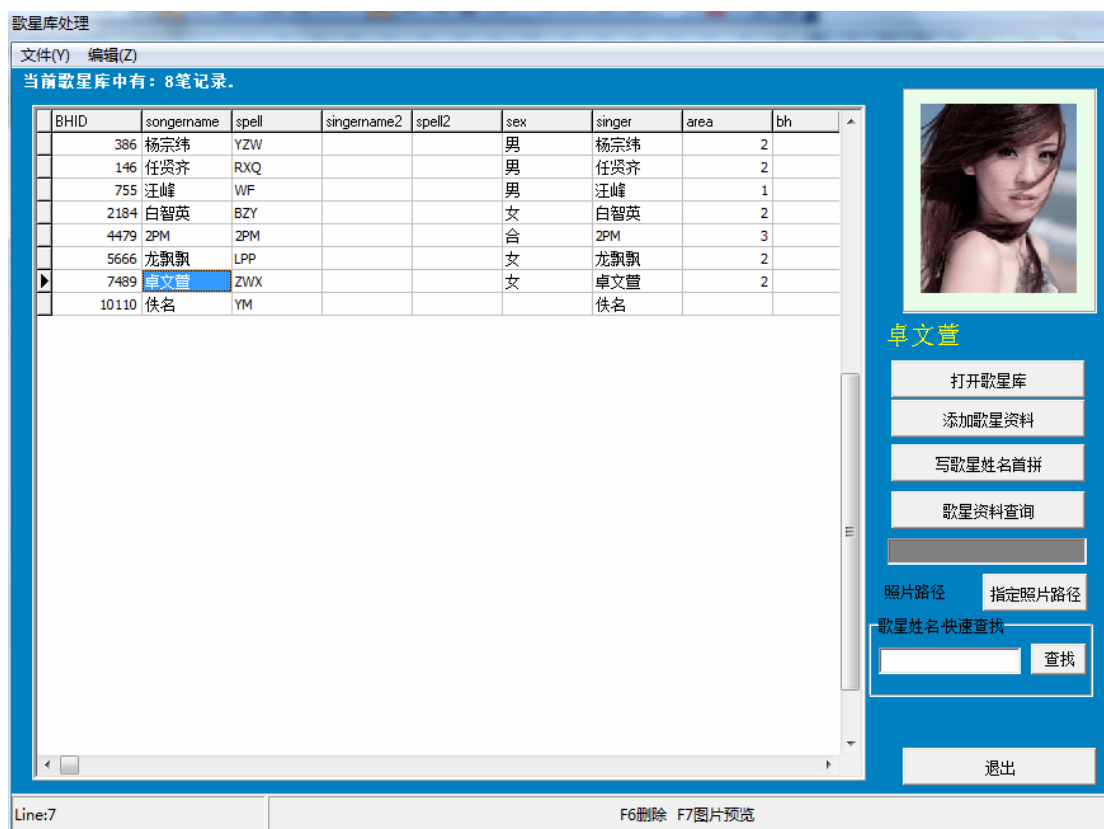 歌星库处理
文件(Y) 编辑(Z)
当前歌星库中有：8笔记录.
BHID songername spell singername2 spell2 sex singer area bh
386 杨宗纬 YZW 男 杨宗纬 2
146 任贤齐 RXQ 男 任贤齐 2
755 汪峰 WF 男 汪峰 1
2184 白智英 BZY 女 白智英 2
4479 2PM 2PM 合 2PM 3
5666 龙飘飘 LPP 女 龙飘飘 2
7489 卓文萱 ZWX 女 卓文萱 2
10110 佚名 YM 佚名
卓文萱
打开歌星库
添加歌星资料
写歌星姓名首拼
歌星资料查询
照片路径 指定照片路径
歌星姓名快速查找
查找
退出
Line:7 F6删除 F7图片预览